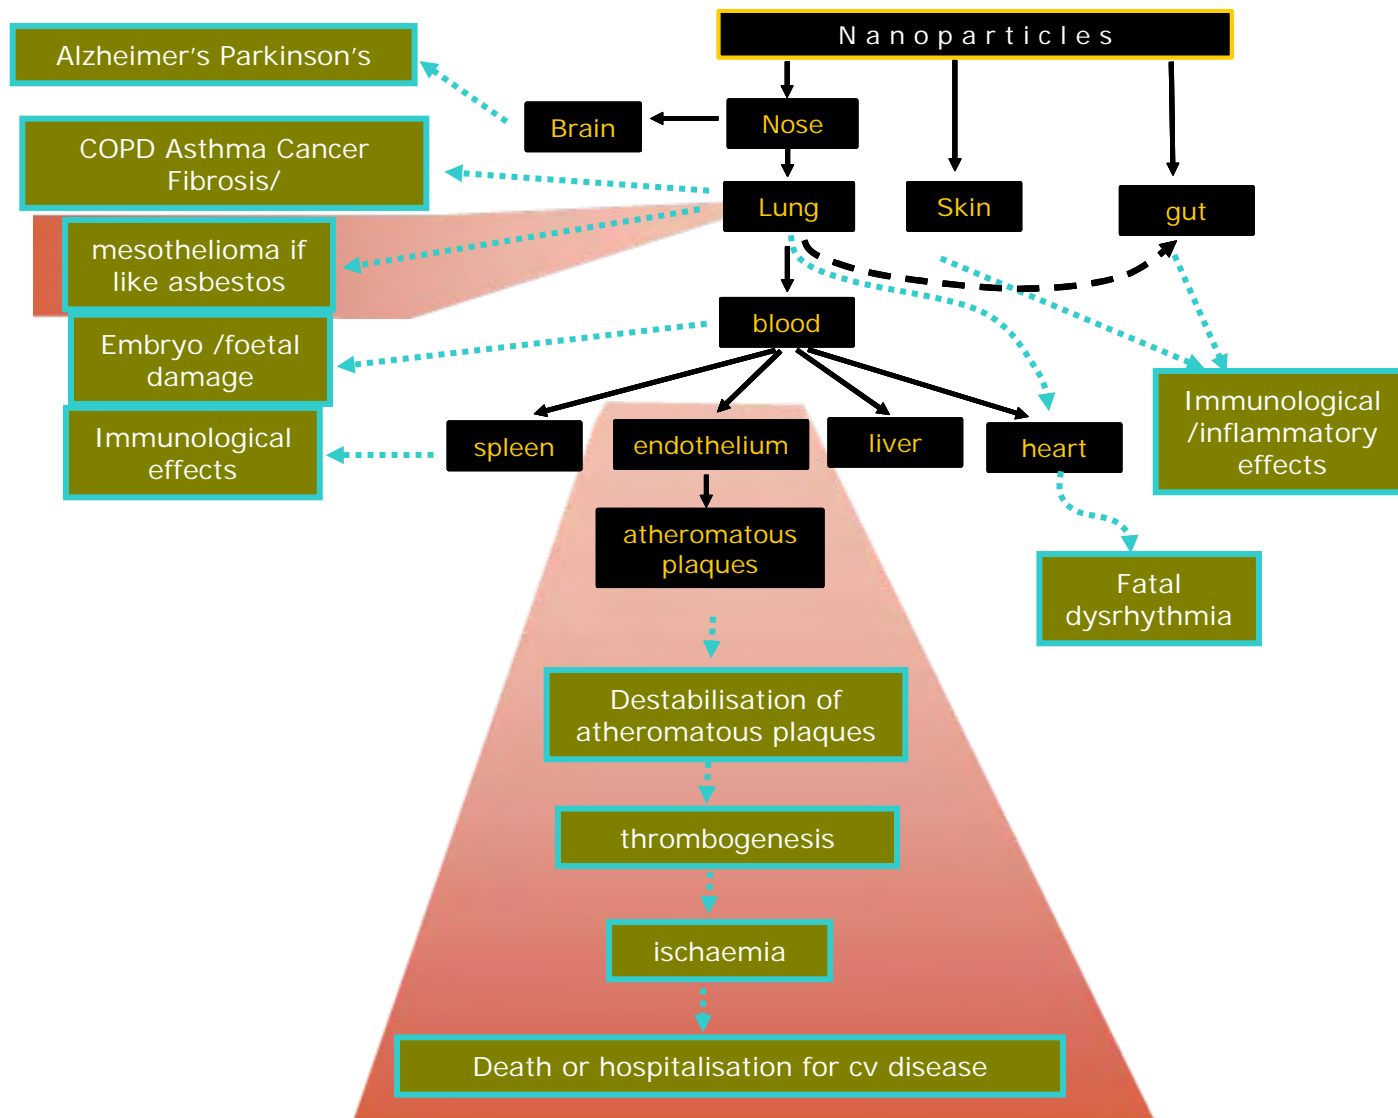 Nanoparticles
Alzheimer's Parkinson's
Brain
Nose
COPD Asthma Cancer
Fibrosis/
Lung
Skin
gut
mesothelioma if
like asbestos
blood
Embryo /foetal
damage
Immunological
effects
spleen
endothelium
liver
heart
Immunological
/inflammatory
effects
atheromatous
plaques
Fatal
dysrhythmia
Destabilisation of
atheromatous plaques
thrombogenesis
ischaemia
Death or hospitalisation for cv disease